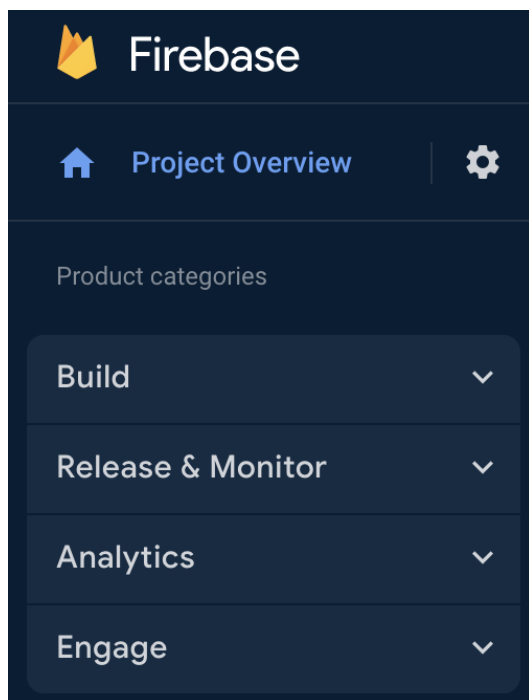 Firebase
Project Overview
Product categories
Build
Release & Monitor
Analytics
Engage